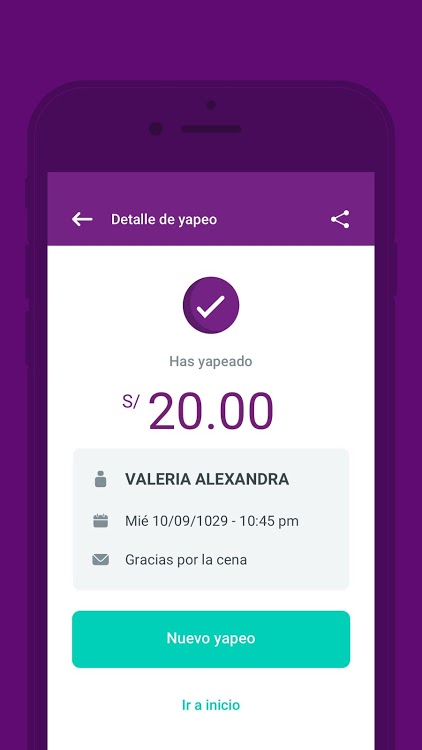 Detalle de yapeo
Has yapeado
S/ 20.00
VALERIA ALEXANDRA
Mié 10/09/1029 - 10:45 pm
Gracias por la cena
Nuevo yapeo
Ir a inicio